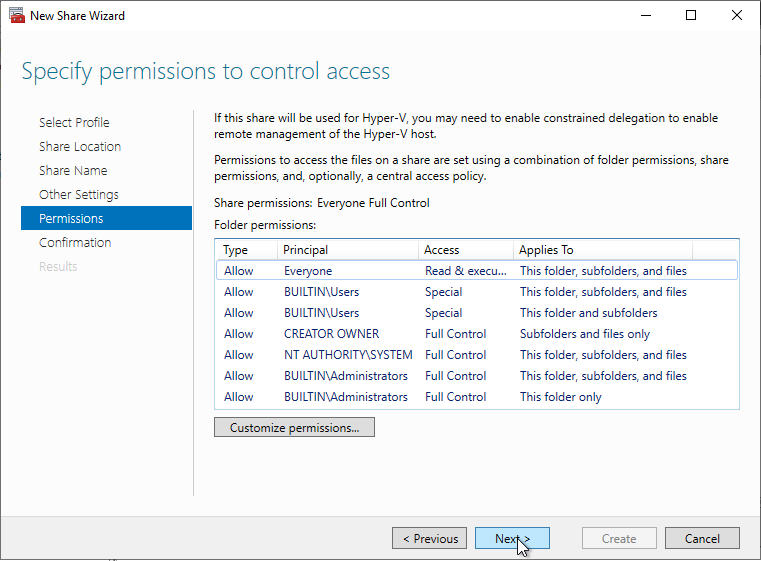 New Share Wizard
Specify permissions to control access
Select Profile
Share Location
Share Name
Other Settings
Permissions
Confirmation
Results
If this share will be used for Hyper-V, you may need to enable constrained delegation to enable
remote management of the Hyper-V host.
Permissions to access the files on a share are set using a combination of folder permissions, share
permissions, and, optionally, a central access policy.
Share permissions: Everyone Full Control
Folder permissions:
Type Principal Access Applies To
Allow Everyone Read & execu... This folder, subfolders, and files
Allow BUILTIN\Users Special This folder, subfolders, and files
Allow BUILTIN\Users Special This folder and subfolders
Allow CREATOR OWNER Full Control Subfolders and files only
Allow NT AUTHORITY\SYSTEM Full Control This folder, subfolders, and files
Allow BUILTIN\Administrators Full Control This folder, subfolders, and files
Allow BUILTIN\Administrators Full Control This folder only
Customize permissions...
< Previous Next > Create Cancel